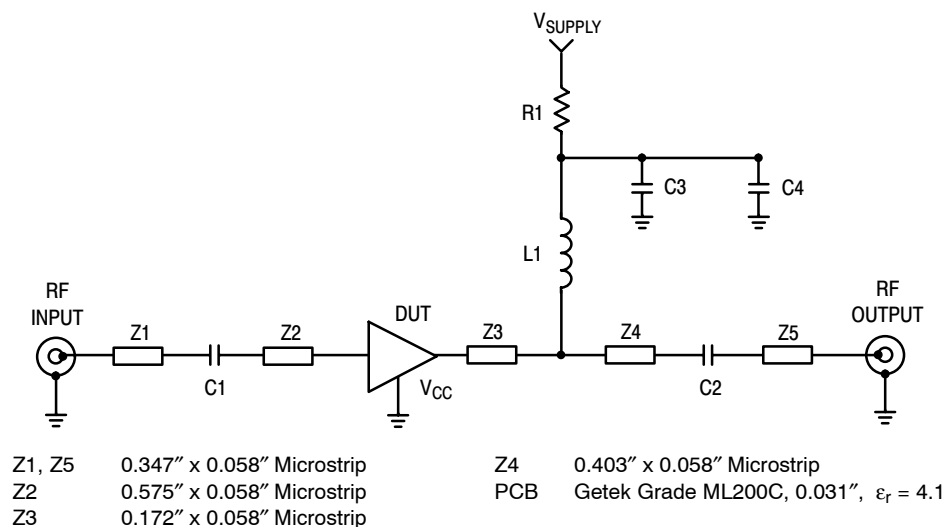 VSUPPLY
R1
C3
C4
L1
RF
INPUT
RF
OUTPUT
Z1
Z2
DUT
Z3
Z4
Z5
C1
VCC
C2
Z1, Z5 0.347″ x 0.058″ Microstrip
Z2 0.575″ x 0.058″ Microstrip
Z3 0.172″ x 0.058″ Microstrip
Z4 0.403″ x 0.058″ Microstrip
PCB Getek Grade ML200C, 0.031″, εr = 4.1